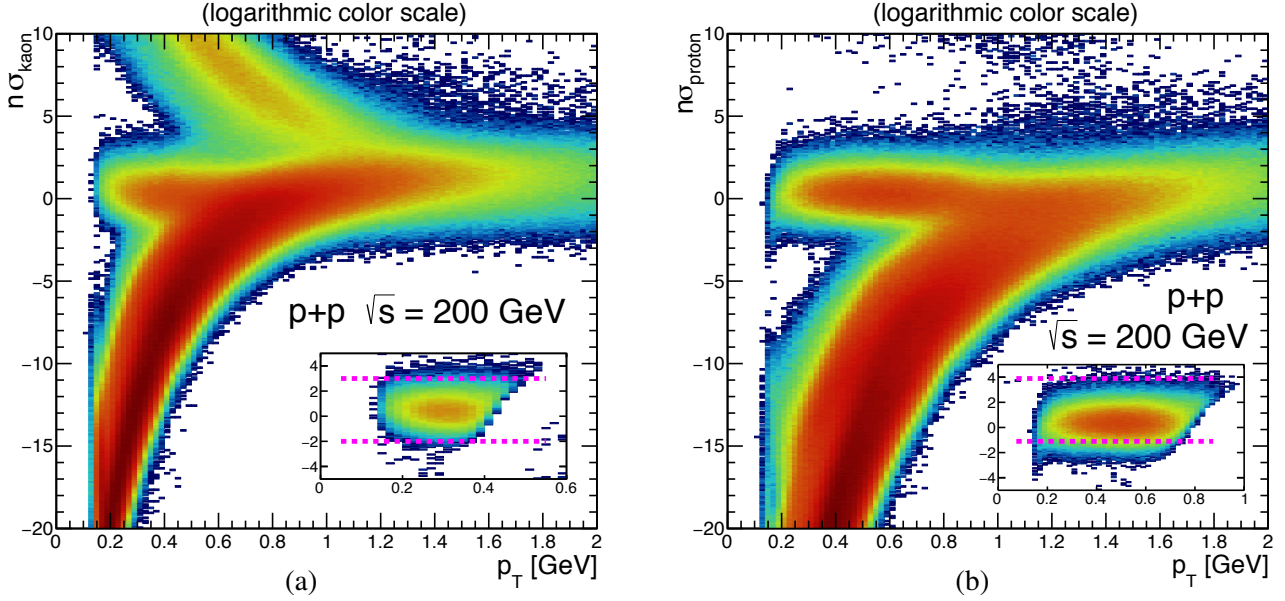 (logarithmic color scale)
nσkaon
10
5
0
−5
−10
−15
−20
p+p √s = 200 GeV
4
2
0
−2
−4
0 0.2 0.4 0.6
0 0.2 0.4 0.6 0.8 1 1.2 1.4 1.6 1.8 2
pT [GeV]
(a)
(logarithmic color scale)
nσproton
10
5
0
−5
−10
−15
−20
p+p
√s = 200 GeV
4
2
0
−2
−4
0 0.2 0.4 0.6 0.8 1
0 0.2 0.4 0.6 0.8 1 1.2 1.4 1.6 1.8 2
pT [GeV]
(b)